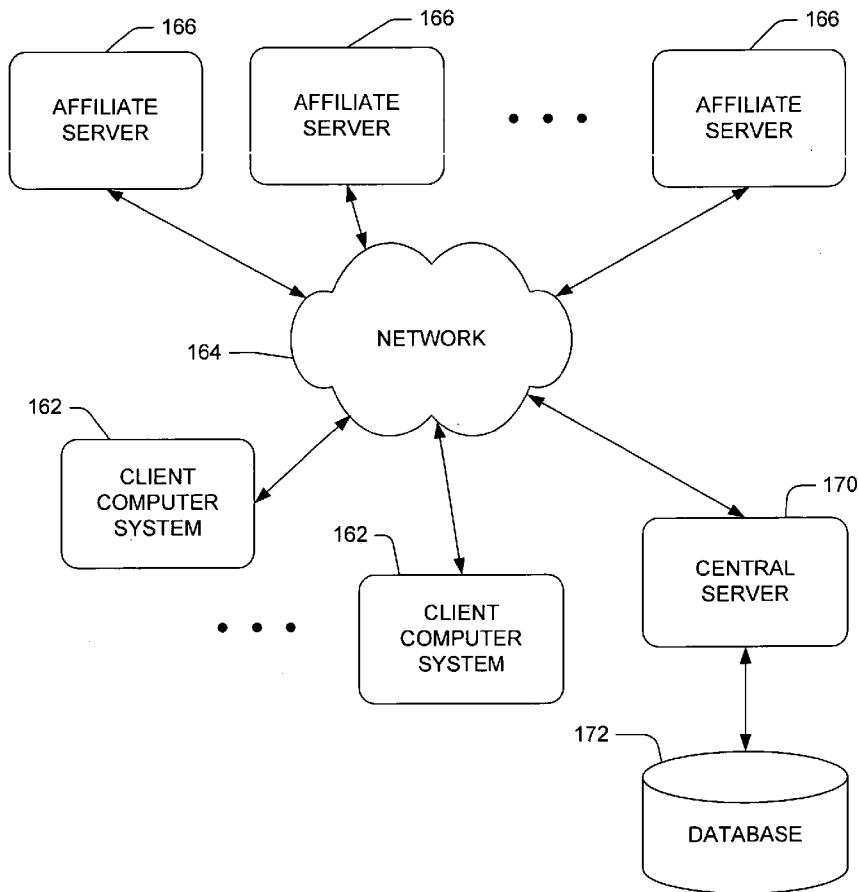 166
166
166
AFFILIATE
SERVER
AFFILIATE
SERVER
AFFILIATE
SERVER
NETWORK
164
162
CLIENT
COMPUTER
SYSTEM
162
CLIENT
COMPUTER
SYSTEM
170
CENTRAL
SERVER
172
DATABASE